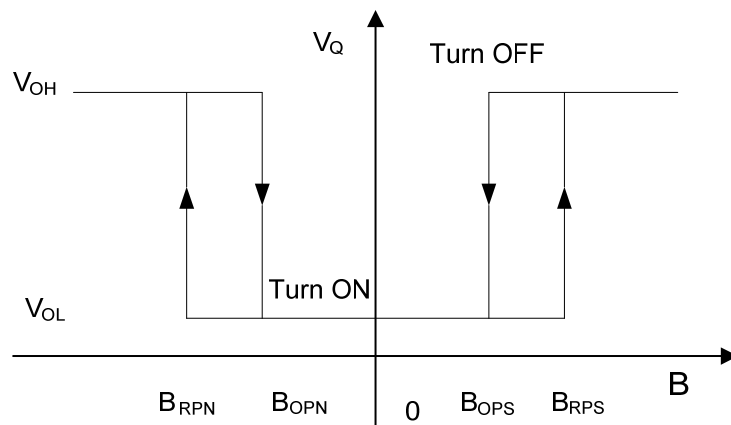 VQ
Turn OFF
VOH
Turn ON
VOL
B
BRPN BOPN 0 BOPS BRPS